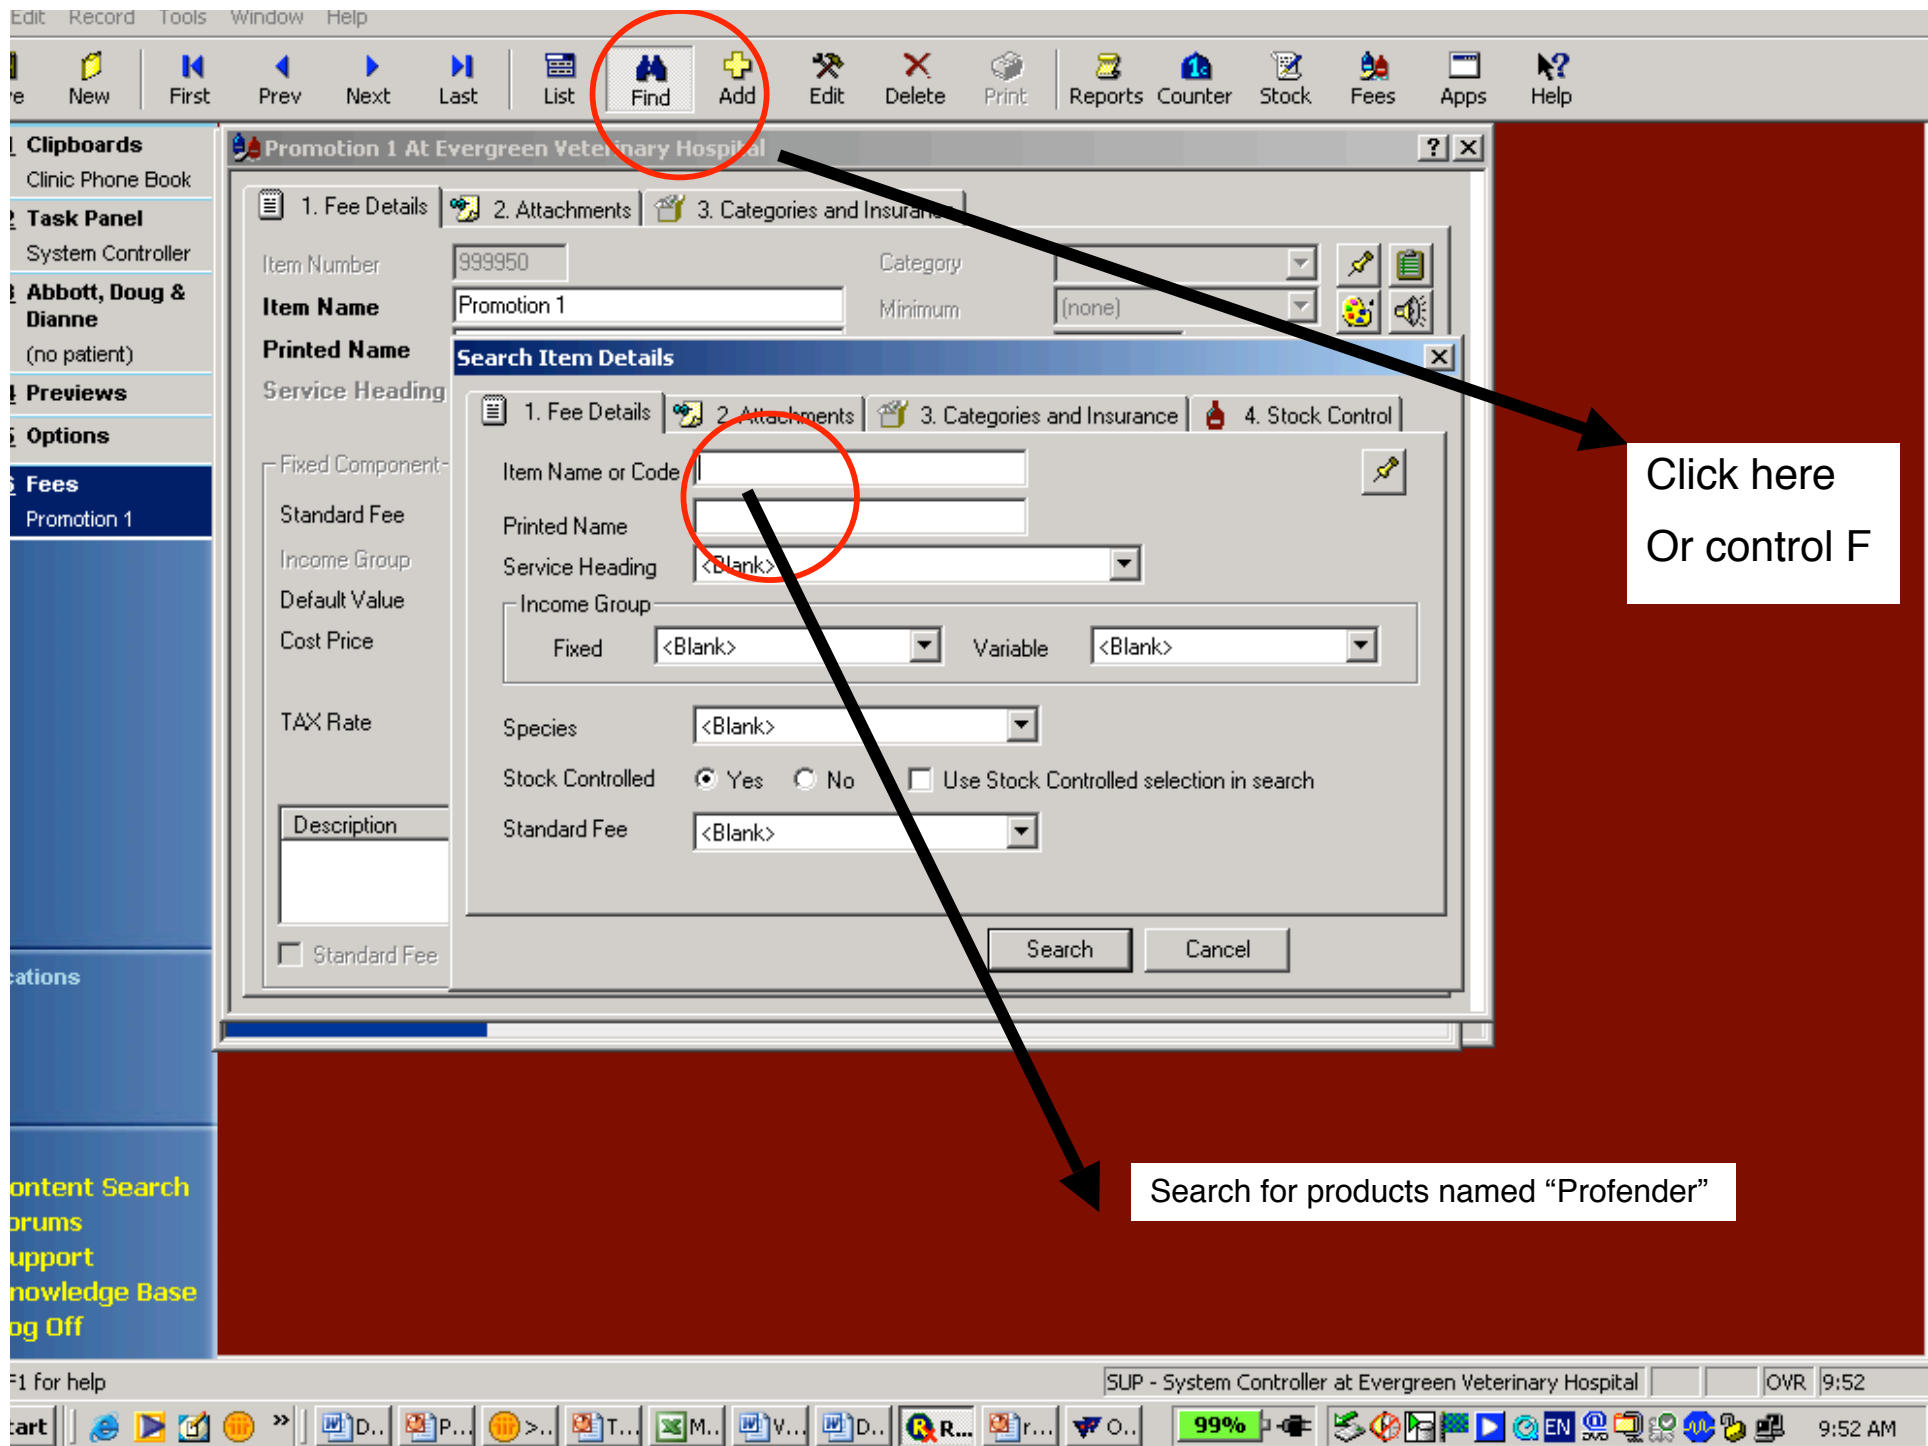 Edit Record Tools Window Help
New First Prev Next Last List Find Add Edit Delete Print Reports Counter Stock Fees Apps Help
Clipboards
Clinic Phone Book
Task Panel
System Controller
Abbott, Doug &
Dianne
(no patient)
Previews
Options
Fees
Promotion 1
Promotion 1 At Evergreen Veterinary Hospital
1. Fee Details 2. Attachments 3. Categories and Insurance
Item Number 999950 Category
Item Name Promotion 1 Minimum (none)
Printed Name
Service Heading
Fixed Component
Standard Fee
Income Group
Default Value
Cost Price
TAX Rate
Description
Standard Fee
Search Item Details
1. Fee Details 2. Attachments 3. Categories and Insurance 4. Stock Control
Item Name or Code
Printed Name
Service Heading <Blank>
Income Group
Fixed <Blank> Variable <Blank>
Species <Blank>
Stock Controlled Yes No Use Stock Controlled selection in search
Standard Fee <Blank>
Search Cancel
Click here
Or control F
Search for products named “Profender”
ations
ontent Search
orums
upport
nowledge Base
og Off
F1 for help SUP - System Controller at Evergreen Veterinary Hospital OVR 9:52
tart » D.. P... >.. T... M.. V... D.. R... r... O.. 99% EN 9:52 AM